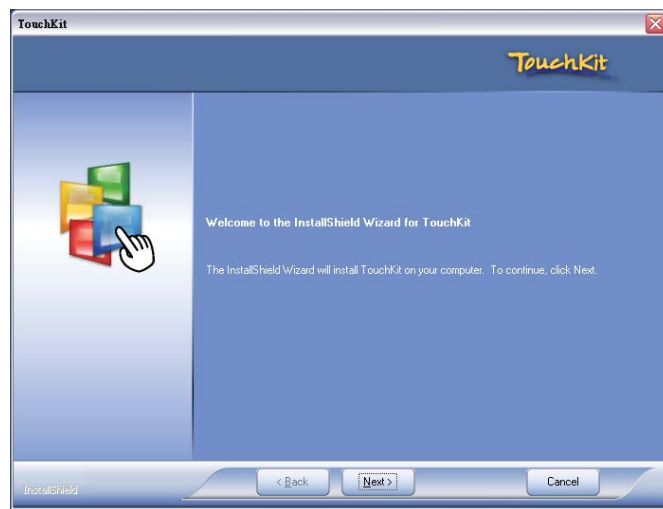 TouchKit
TouchKit
Welcome to the InstallShield Wizard for TouchKit
The InstallShield Wizard will install TouchKit on your computer. To continue, click Next.
InstallShield
< Back
Next >
Cancel